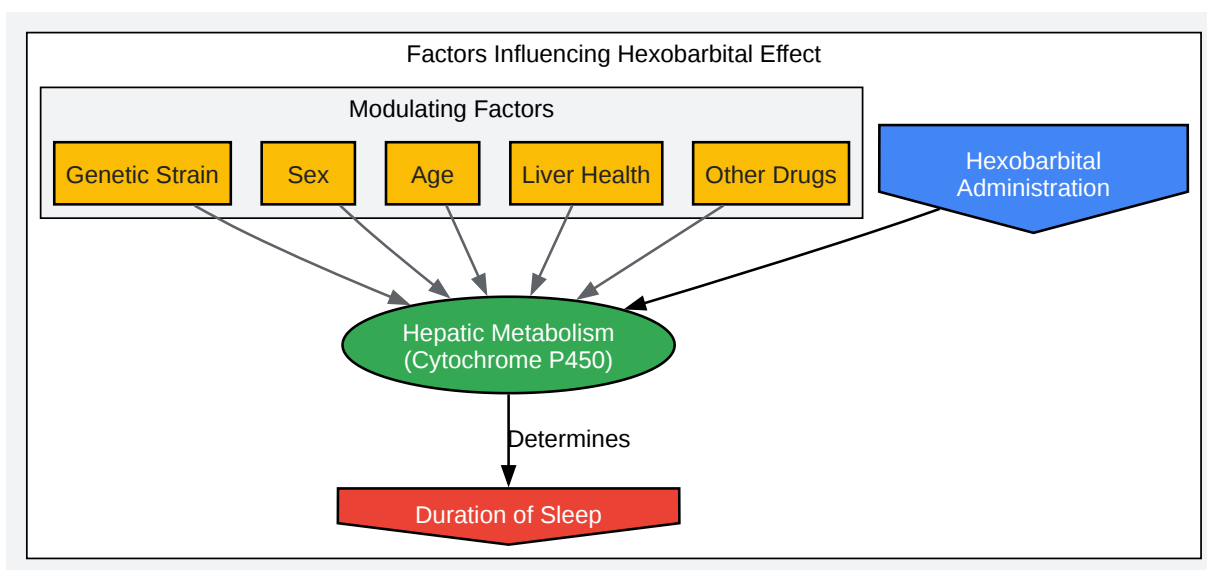 Factors Influencing Hexobarbital Effect
Modulating Factors
Genetic Strain
Sex
Age
Liver Health
Other Drugs
Hexobarbital
Administration
Hepatic Metabolism
(Cytochrome P450)
Determines
Duration of Sleep